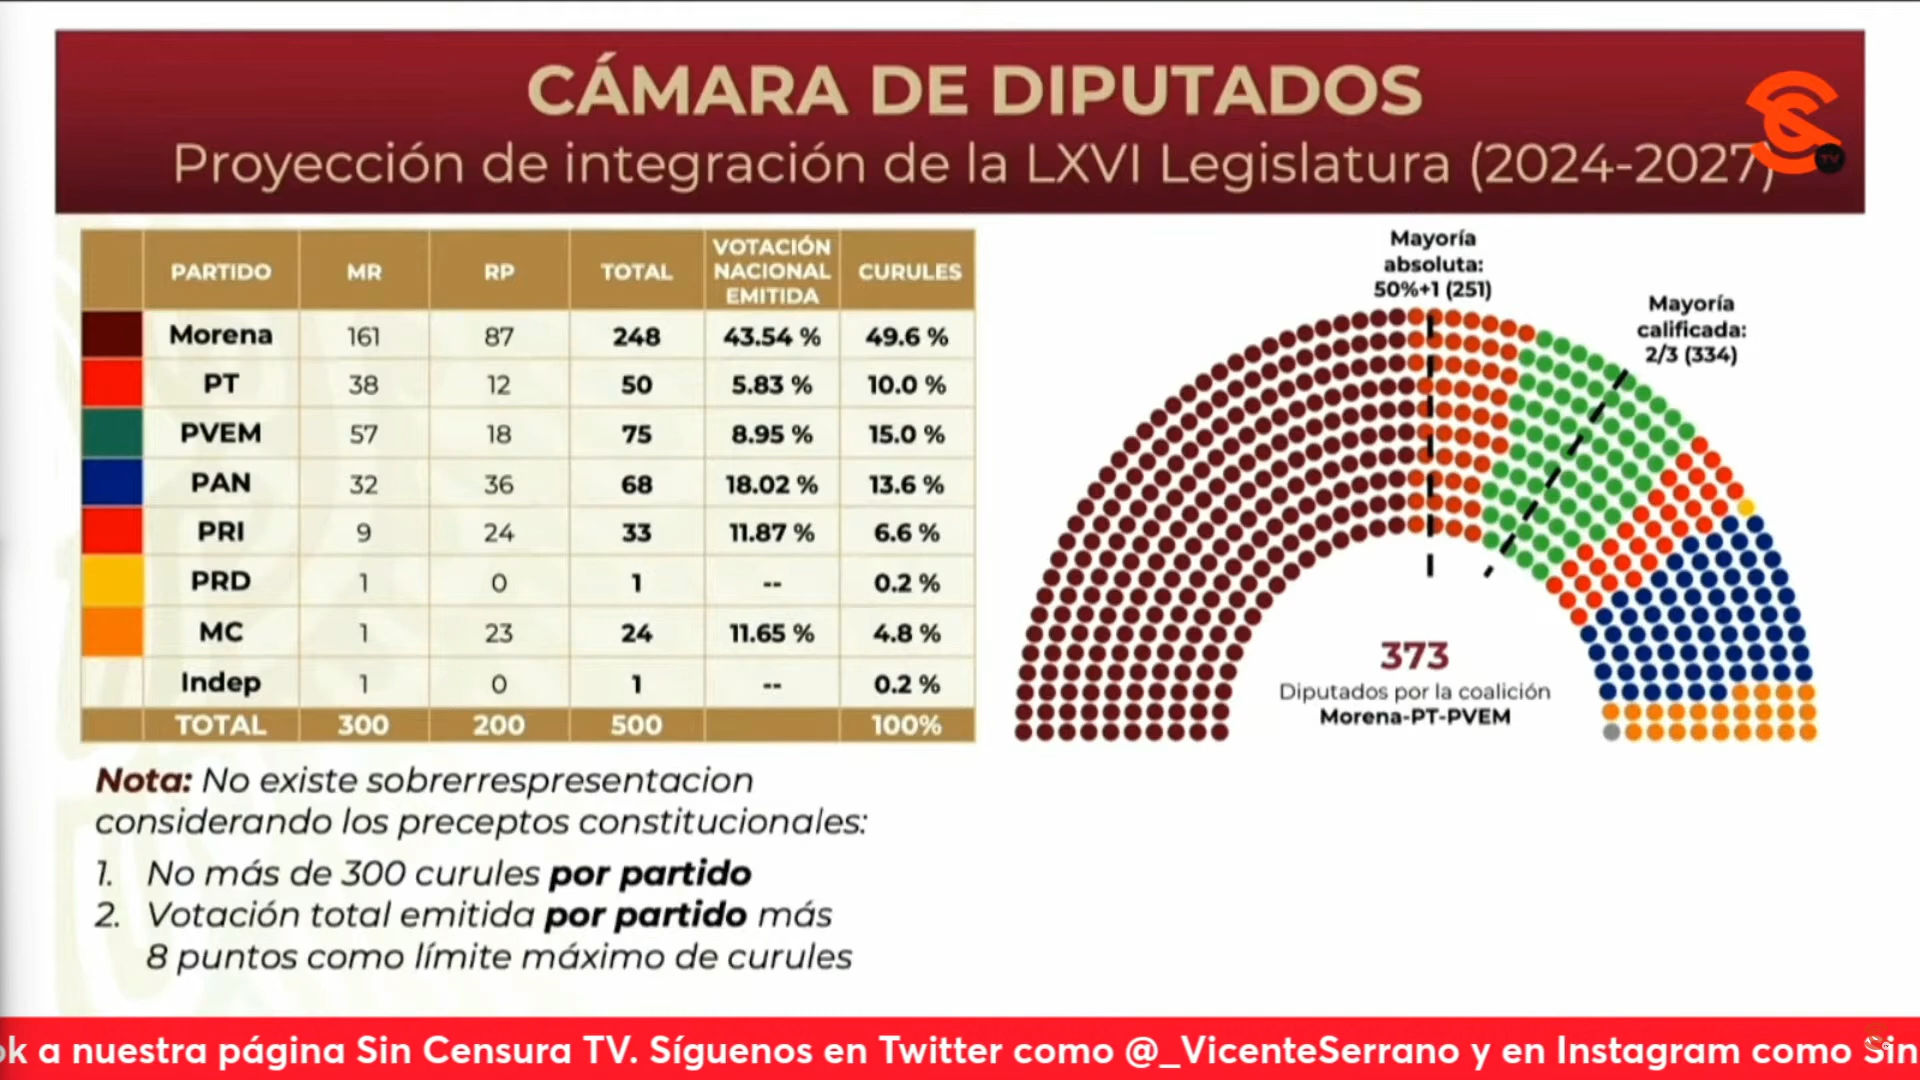 CÁMARA DE DIPUTADOS
Proyección de integración de la LXVI Legislatura (2024-2027)
TV
PARTIDO MR RP TOTAL VOTACIÓN NACIONAL EMITIDA CURULES
Morena 161 87 248 43.54 % 49.6 %
PT 38 12 50 5.83 % 10.0 %
PVEM 57 18 75 8.95 % 15.0 %
PAN 32 36 68 18.02 % 13.6 %
PRI 9 24 33 11.87 % 6.6 %
PRD 1 0 1 -- 0.2 %
MC 1 23 24 11.65 % 4.8 %
Indep 1 0 1 -- 0.2 %
TOTAL 300 200 500 100%
Mayoría
absoluta:
50%+1 (251)
Mayoría
calificada:
2/3 (334)
373
Diputados por la coalición
Morena-PT-PVEM
Nota: No existe sobrerrespresentacion
considerando los preceptos constitucionales:
1. No más de 300 curules por partido
2. Votación total emitida por partido más
8 puntos como límite máximo de curules
ok a nuestra página Sin Censura TV. Síguenos en Twitter como @_VicenteSerrano y en Instagram como Sin